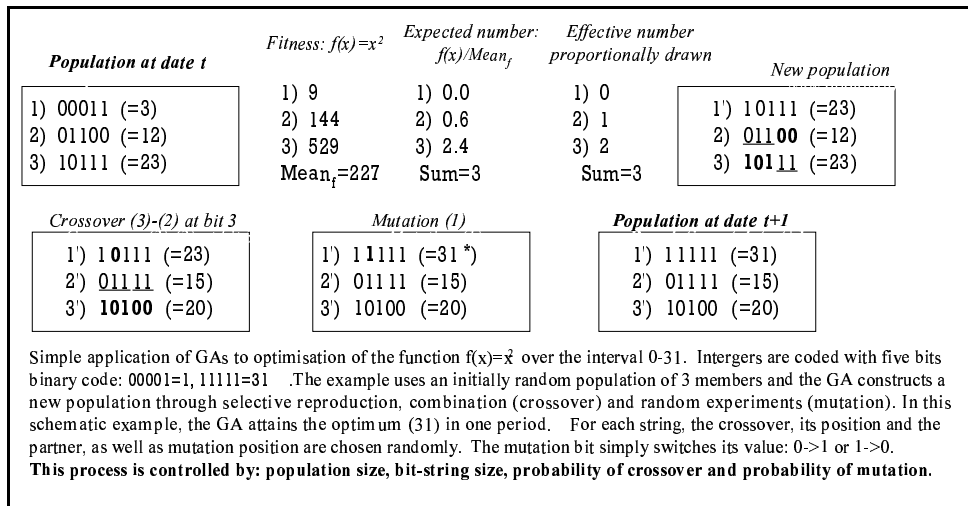 Population at date t
1) 00011 (=3)
2) 01100 (=12)
3) 10111 (=23)
Fitness: f(x)=x²
1) 9
2) 144
3) 529
Mean_f=227
Expected number:
f(x)/Mean_f
1) 0.0
2) 0.6
3) 2.4
Sum=3
Effective number
proportionally drawn
1) 0
2) 1
3) 2
Sum=3
New population
1') 10111 (=23)
2) 01100 (=12)
3) 10111 (=23)
Crossover (3)-(2) at bit 3
1') 10111 (=23)
2') 01111 (=15)
3') 10100 (=20)
Mutation (1)
1') 11111 (=31*)
2') 01111 (=15)
3') 10100 (=20)
Population at date t+1
1') 11111 (=31)
2') 01111 (=15)
3') 10100 (=20)
Simple application of GAs to optimisation of the function f(x)=x² over the interval 0-31. Intergers are coded with five bits
binary code: 00001=1, 11111=31 .The example uses an initially random population of 3 members and the GA constructs a
new population through selective reproduction, combination (crossover) and random experiments (mutation). In this
schematic example, the GA attains the optimum (31) in one period. For each string, the crossover, its position and the
partner, as well as mutation position are chosen randomly. The mutation bit simply switches its value: 0->1 or 1->0.
This process is controlled by: population size, bit-string size, probability of crossover and probability of mutation.